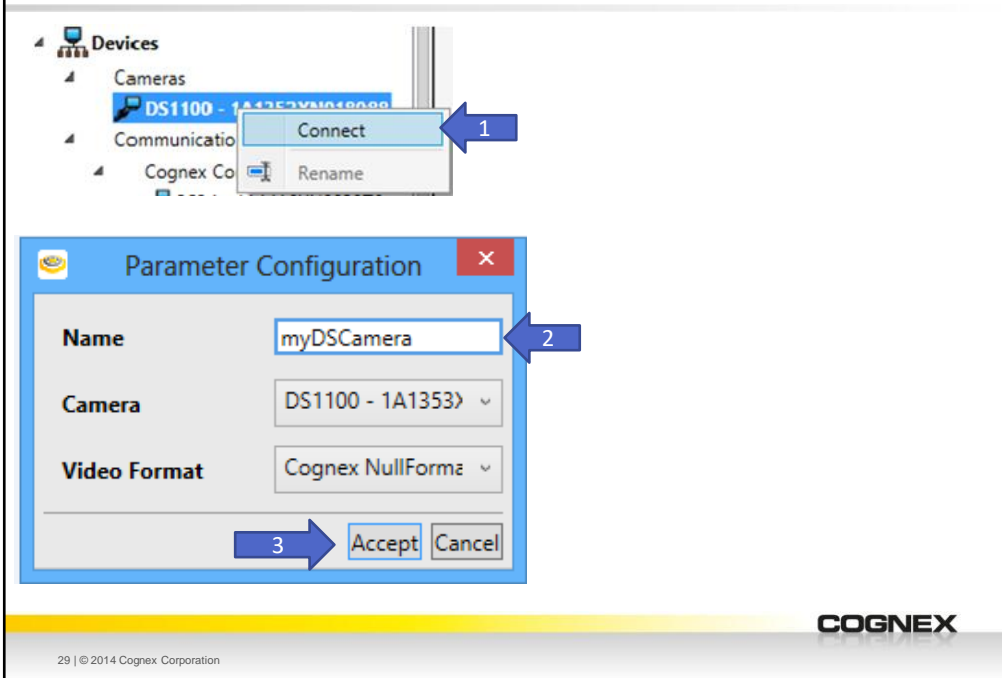 Devices
Cameras
DS1100 -
Connect
1
Communicatio
Cognex Co
Rename
Parameter Configuration
Name
myDSCamera
2
Camera
DS1100 - 1A1353
Video Format
Cognex NullForma
3
Accept
Cancel
COGNEX
29 | © 2014 Cognex Corporation